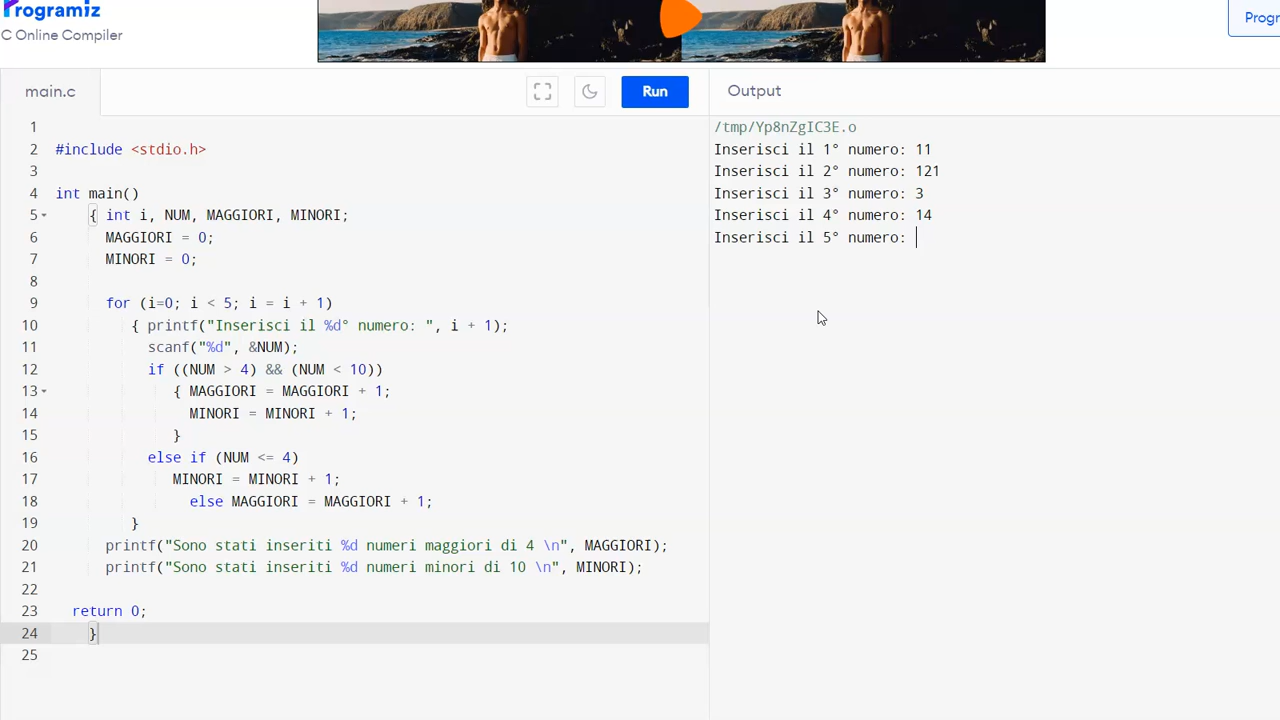 Programiz
C Online Compiler
Progr
main.c
Run
Output
1
2 #include <stdio.h>
3
4 int main()
5 { int i, NUM, MAGGIORI, MINORI;
6 MAGGIORI = 0;
7 MINORI = 0;
8
9 for (i=0; i < 5; i = i + 1)
10 { printf("Inserisci il %d° numero: ", i + 1);
11 scanf("%d", &NUM);
12 if ((NUM > 4) && (NUM < 10))
13 { MAGGIORI = MAGGIORI + 1;
14 MINORI = MINORI + 1;
15 }
16 else if (NUM <= 4)
17 MINORI = MINORI + 1;
18 else MAGGIORI = MAGGIORI + 1;
19 }
20 printf("Sono stati inseriti %d numeri maggiori di 4 \n", MAGGIORI);
21 printf("Sono stati inseriti %d numeri minori di 10 \n", MINORI);
22
23 return 0;
24 }
25
/tmp/Yp8nZgIC3E.o
Inserisci il 1° numero: 11
Inserisci il 2° numero: 121
Inserisci il 3° numero: 3
Inserisci il 4° numero: 14
Inserisci il 5° numero: